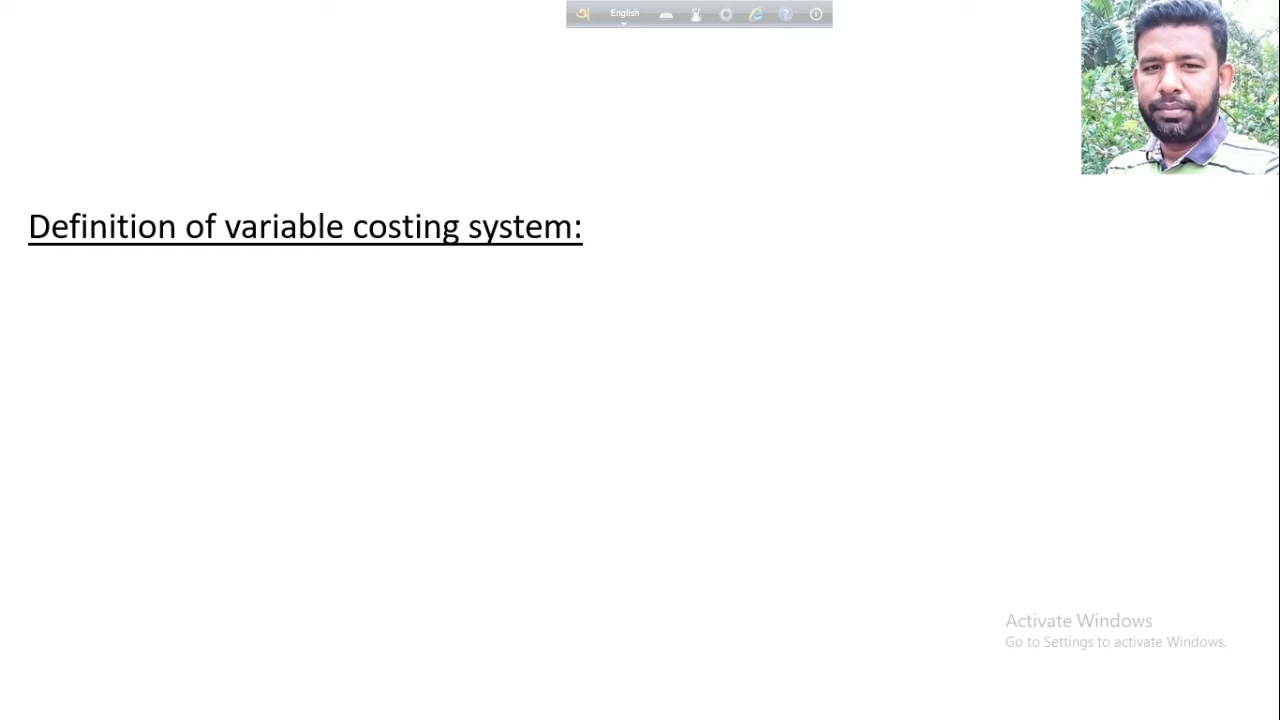 English
Definition of variable costing system:
Activate Windows
Go to Settings to activate Windows.